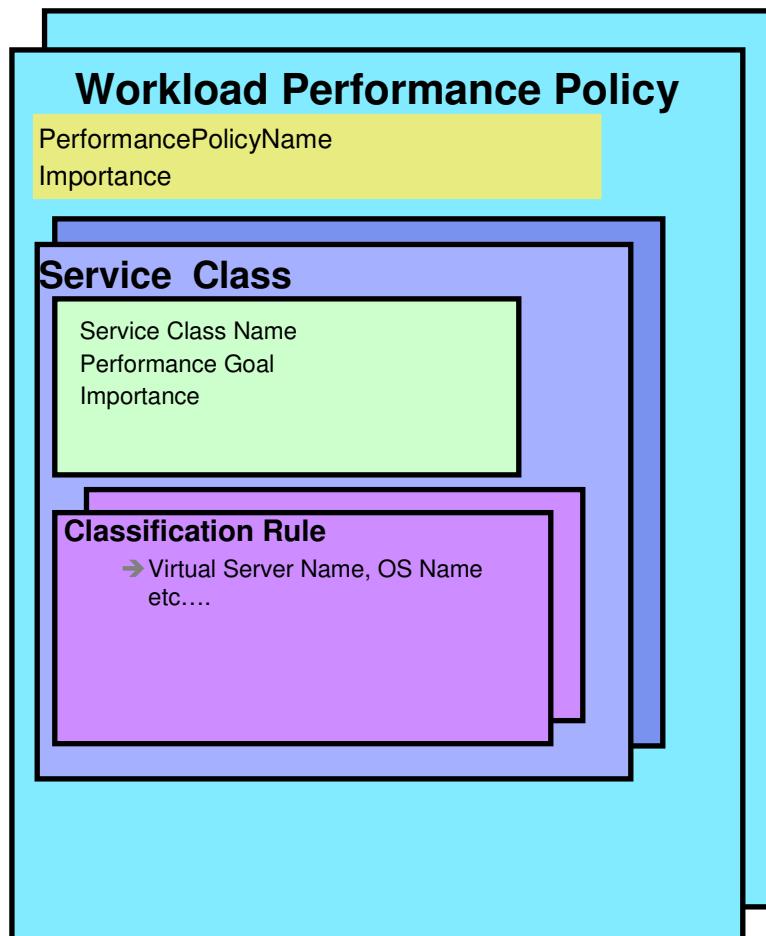 Workload Performance Policy
PerformancePolicyName
Importance
Service  Class
Service Class Name
Performance Goal
Importance
Classification Rule
➔ Virtual Server Name, OS Name
etc….